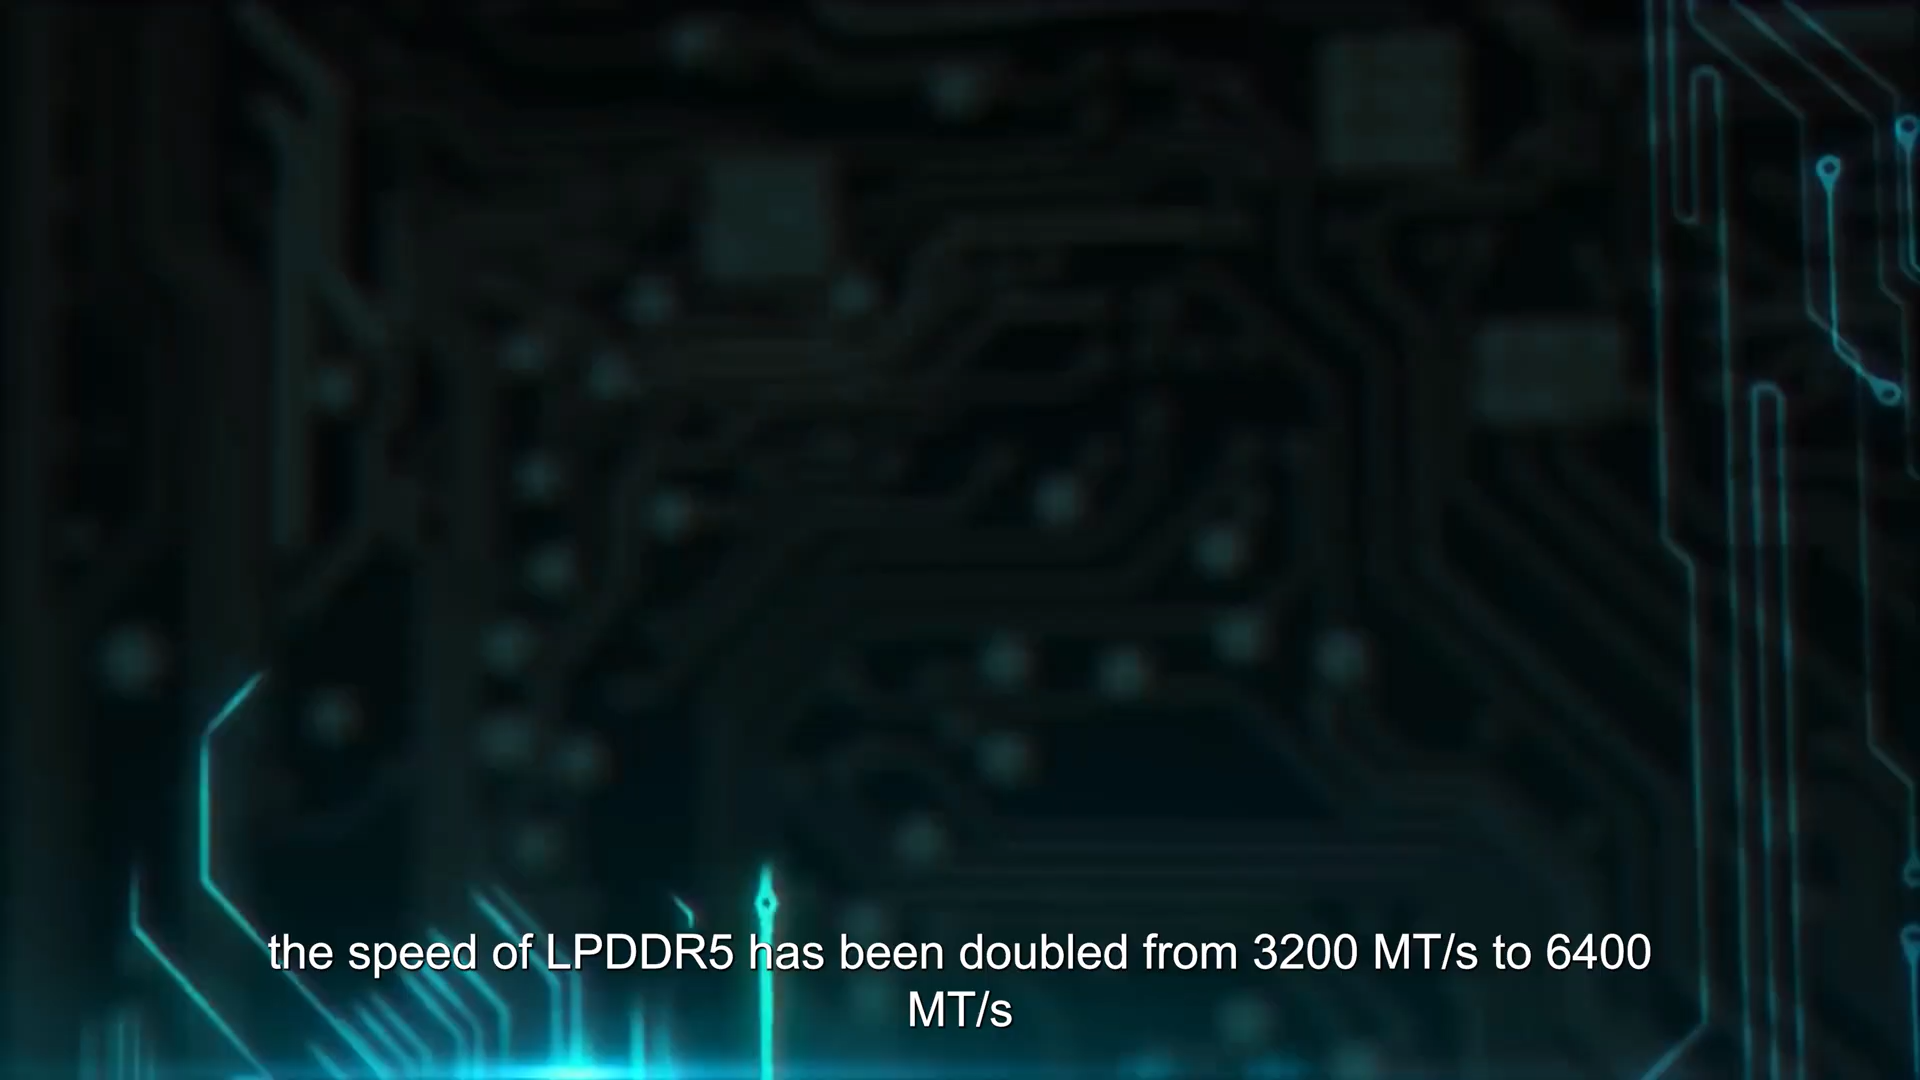 the speed of LPDDR5 has been doubled from 3200 MT/s to 6400
MT/s